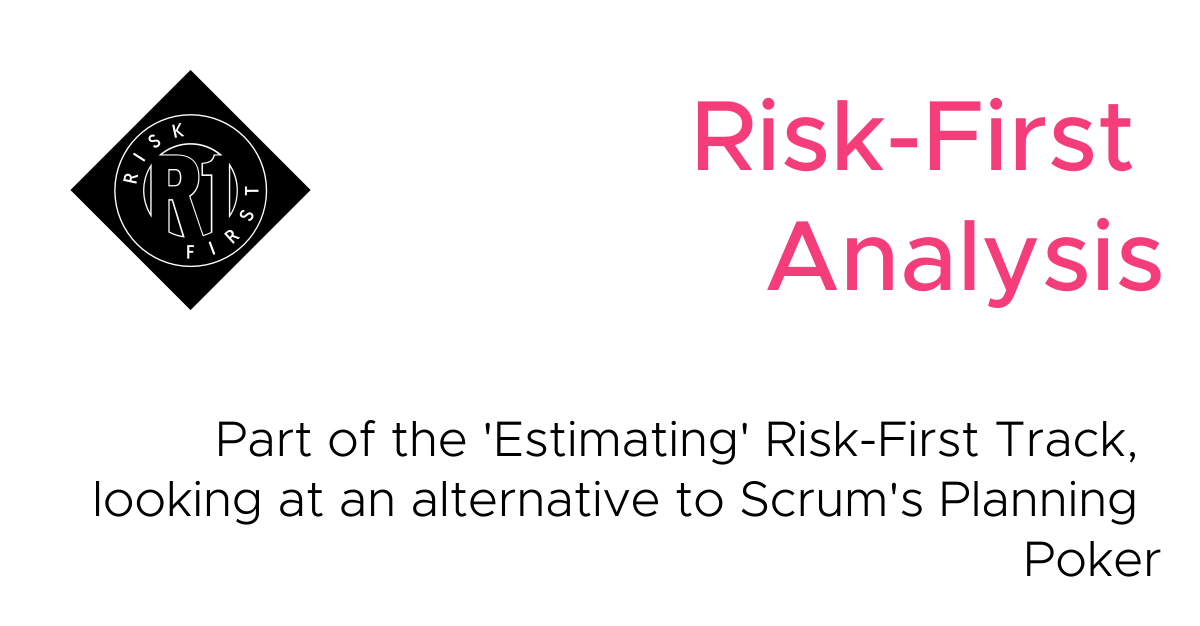 RISK
R1
FIRST
Risk-First
Analysis
Part of the 'Estimating' Risk-First Track,
looking at an alternative to Scrum's Planning
Poker